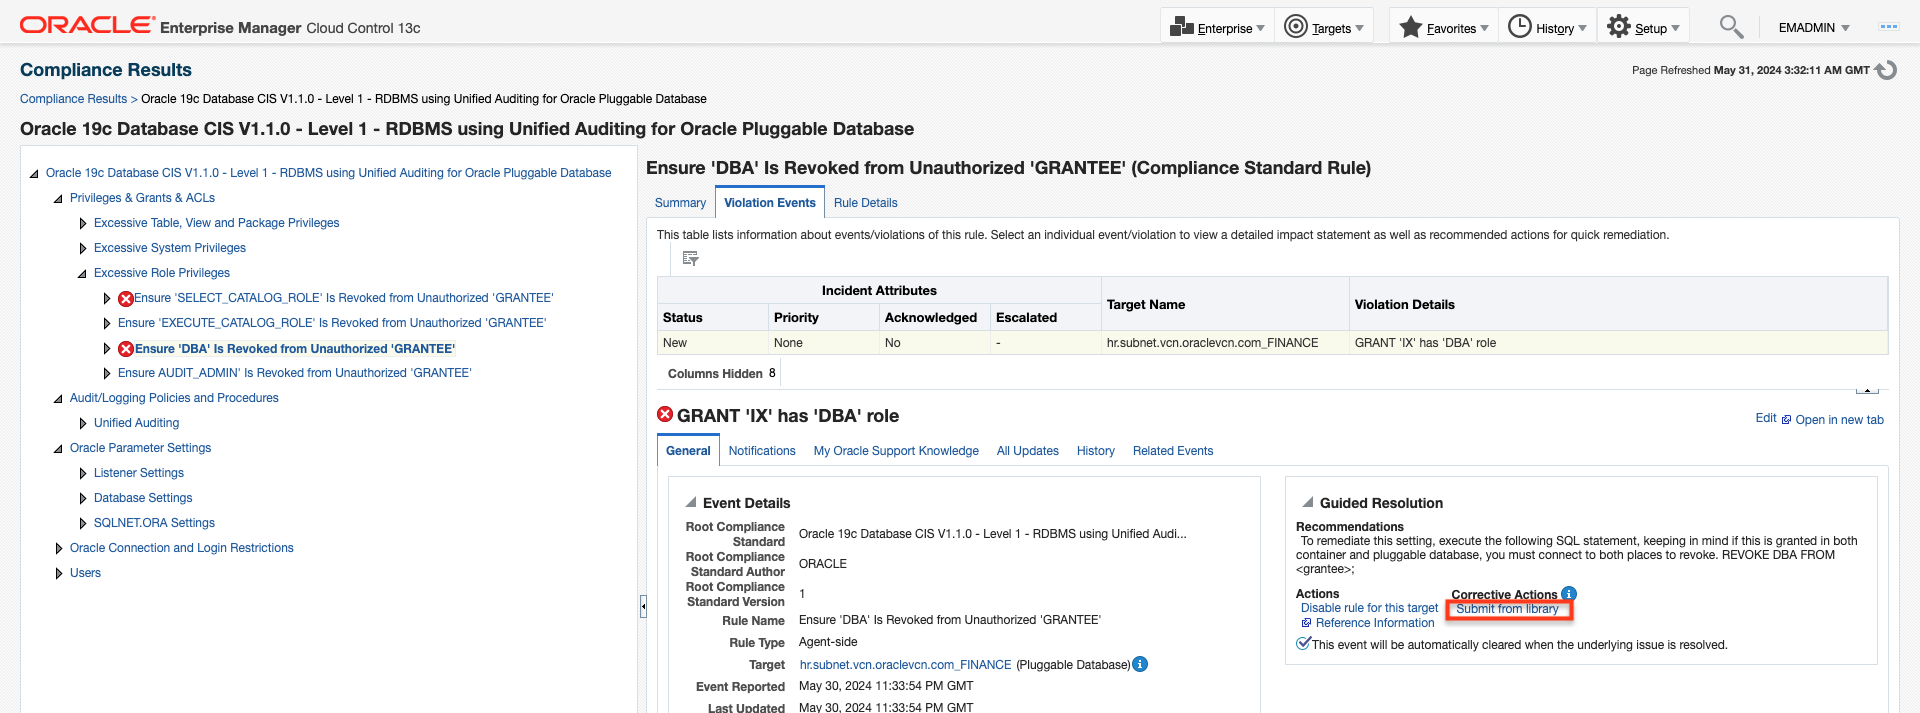 ORACLE Enterprise Manager Cloud Control 13c
Enterprise Targets Favorites History Setup EMADMIN
Compliance Results
Page Refreshed May 31, 2024 3:32:11 AM GMT
Compliance Results > Oracle 19c Database CIS V1.1.0 - Level 1 - RDBMS using Unified Auditing for Oracle Pluggable Database
Oracle 19c Database CIS V1.1.0 - Level 1 - RDBMS using Unified Auditing for Oracle Pluggable Database
Oracle 19c Database CIS V1.1.0 - Level 1 - RDBMS using Unified Auditing for Oracle Pluggable Database
Privileges & Grants & ACLs
Excessive Table, View and Package Privileges
Excessive System Privileges
Excessive Role Privileges
Ensure 'SELECT_CATALOG_ROLE' Is Revoked from Unauthorized 'GRANTEE'
Ensure 'EXECUTE_CATALOG_ROLE' Is Revoked from Unauthorized 'GRANTEE'
Ensure 'DBA' Is Revoked from Unauthorized 'GRANTEE'
Ensure AUDIT_ADMIN' Is Revoked from Unauthorized 'GRANTEE'
Audit/Logging Policies and Procedures
Unified Auditing
Oracle Parameter Settings
Listener Settings
Database Settings
SQLNET.ORA Settings
Oracle Connection and Login Restrictions
Users
Ensure 'DBA' Is Revoked from Unauthorized 'GRANTEE' (Compliance Standard Rule)
Summary Violation Events Rule Details
This table lists information about events/violations of this rule. Select an individual event/violation to view a detailed impact statement as well as recommended actions for quick remediation.
Incident Attributes Target Name Violation Details
Status Priority Acknowledged Escalated
New None No - hr.subnet.vcn.oraclevcn.com_FINANCE GRANT 'IX' has 'DBA' role
Columns Hidden 8
GRANT 'IX' has 'DBA' role
Edit Open in new tab
General Notifications My Oracle Support Knowledge All Updates History Related Events
Event Details
Root Compliance Standard Oracle 19c Database CIS V1.1.0 - Level 1 - RDBMS using Unified Audi...
Root Compliance Standard Author ORACLE
Root Compliance Standard Version 1
Rule Name Ensure 'DBA' Is Revoked from Unauthorized 'GRANTEE'
Rule Type Agent-side
Target hr.subnet.vcn.oraclevcn.com_FINANCE (Pluggable Database)
Event Reported May 30, 2024 11:33:54 PM GMT
Last Updated May 30, 2024 11:33:54 PM GMT
Guided Resolution
Recommendations
To remediate this setting, execute the following SQL statement, keeping in mind if this is granted in both
container and pluggable database, you must connect to both places to revoke. REVOKE DBA FROM
<grantee>;
Actions Corrective Actions
Disable rule for this target Submit from library
Reference Information
This event will be automatically cleared when the underlying issue is resolved.